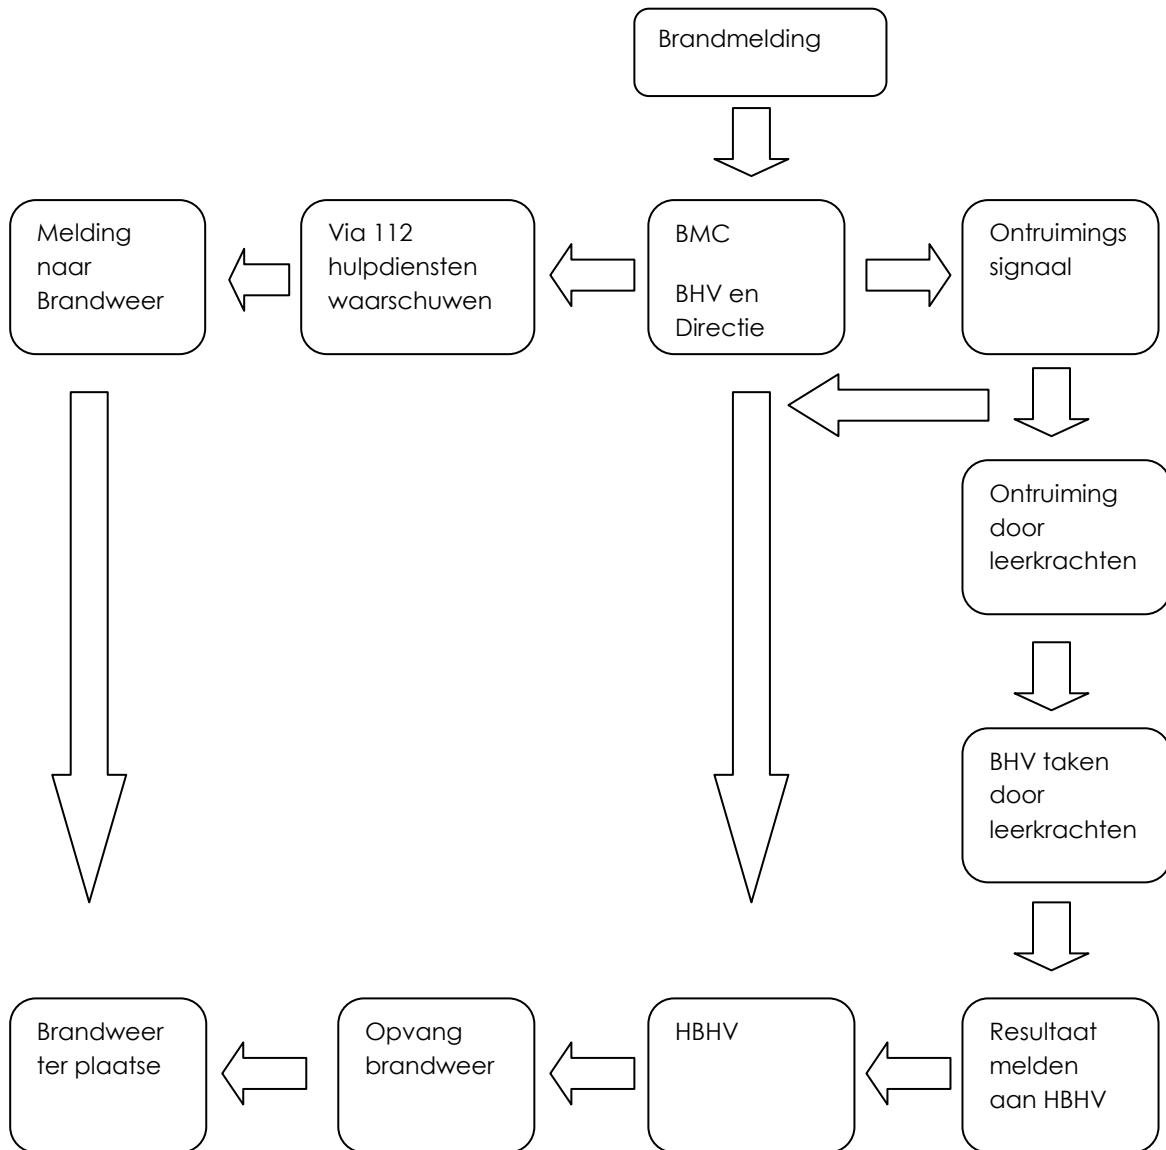 Brandmelding
Melding
naar
Brandweer
Via 112
hulpdiensten
waarschuwen
BMC
BHV en
Directie
Ontruimings
signaal
Ontruiming
door
leerkrachten
BHV taken
door
leerkrachten
Brandweer
ter plaatse
Opvang
brandweer
HBHV
Resultaat
melden
aan HBHV